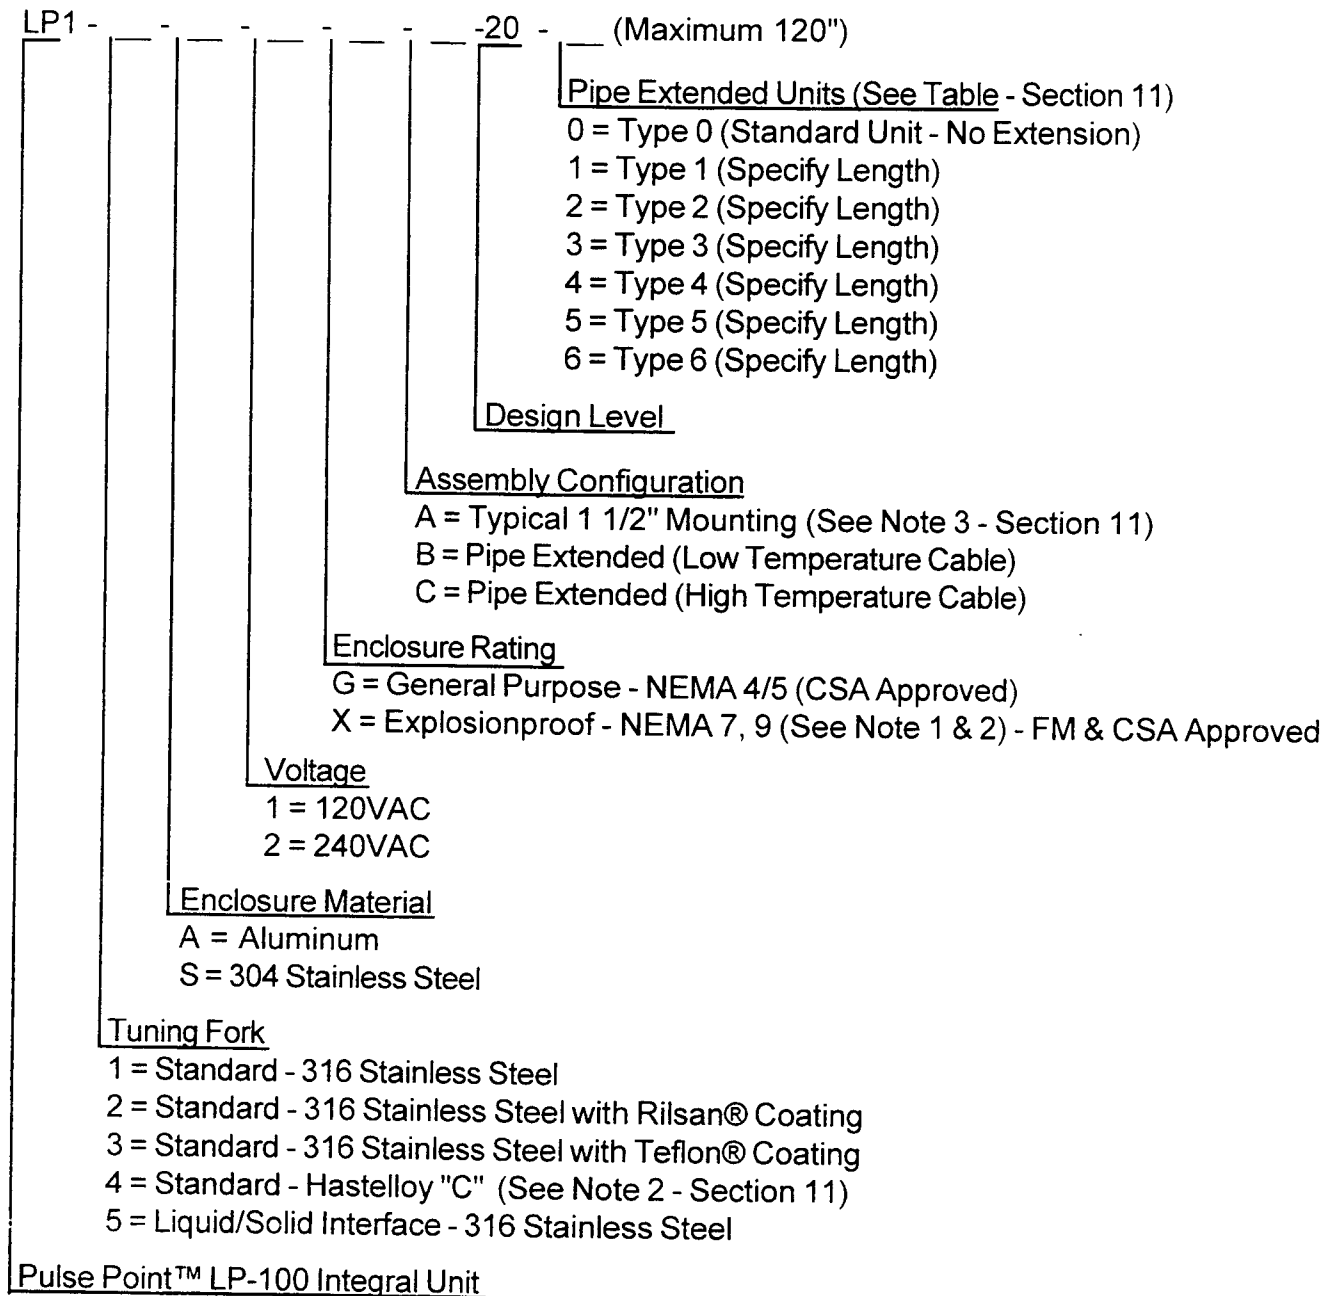 LP1 - __ - __ - __ - __ - __ -20 - __ (Maximum 120")
Pipe Extended Units (See Table - Section 11)
0 = Type 0 (Standard Unit - No Extension)
1 = Type 1 (Specify Length)
2 = Type 2 (Specify Length)
3 = Type 3 (Specify Length)
4 = Type 4 (Specify Length)
5 = Type 5 (Specify Length)
6 = Type 6 (Specify Length)
Design Level
Assembly Configuration
A = Typical 1 1/2" Mounting (See Note 3 - Section 11)
B = Pipe Extended (Low Temperature Cable)
C = Pipe Extended (High Temperature Cable)
Enclosure Rating
G = General Purpose - NEMA 4/5 (CSA Approved)
X = Explosionproof - NEMA 7, 9 (See Note 1 & 2) - FM & CSA Approved
Voltage
1 = 120VAC
2 = 240VAC
Enclosure Material
A = Aluminum
S = 304 Stainless Steel
Tuning Fork
1 = Standard - 316 Stainless Steel
2 = Standard - 316 Stainless Steel with Rilsan® Coating
3 = Standard - 316 Stainless Steel with Teflon® Coating
4 = Standard - Hastelloy "C" (See Note 2 - Section 11)
5 = Liquid/Solid Interface - 316 Stainless Steel
Pulse Point™ LP-100 Integral Unit